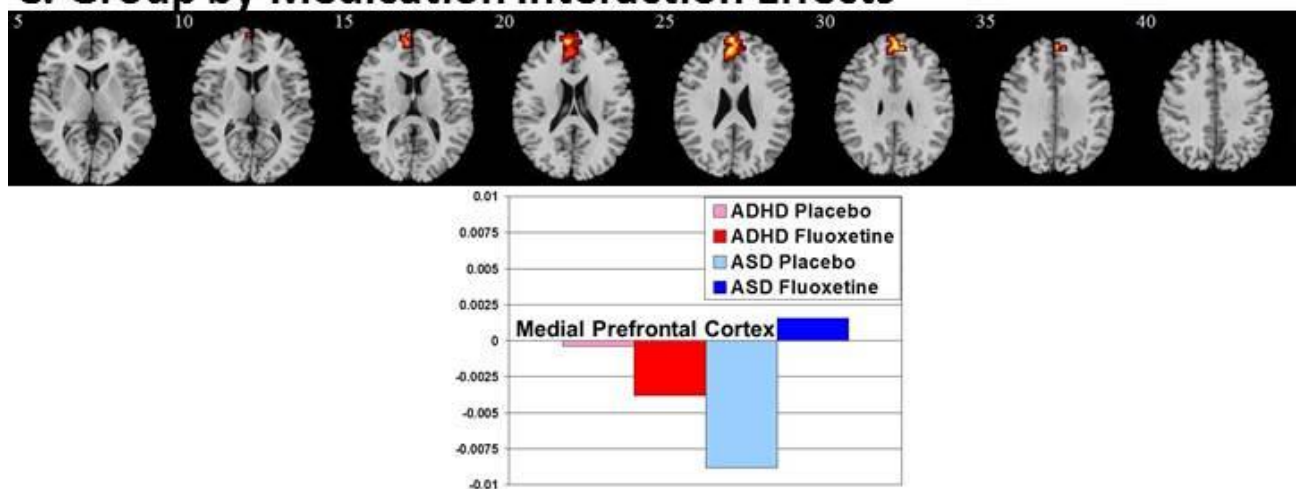 Group by Medication Interaction Effects
5 10 15 20 25 30 35 40
0.01
0.0075
0.005
0.0025
0
-0.0025
-0.005
-0.0075
-0.01
ADHD Placebo
ADHD Fluoxetine
ASD Placebo
ASD Fluoxetine
Medial Prefrontal Cortex